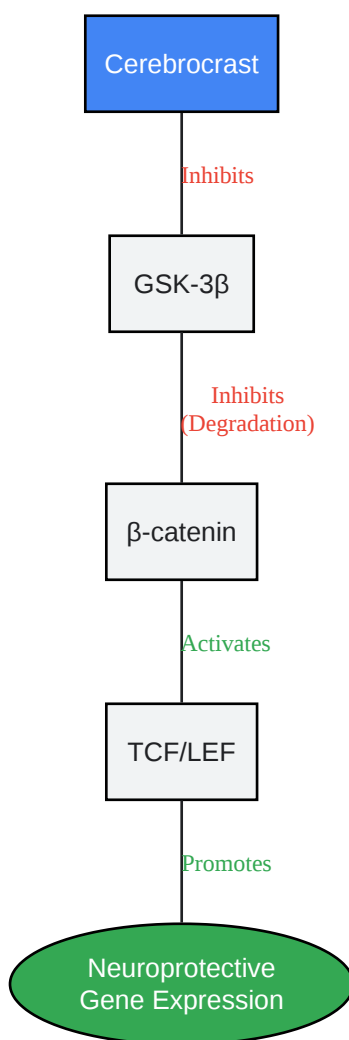 Cerebrocrast
Inhibits
GSK-3β
Inhibits
(Degradation)
β-catenin
Activates
TCF/LEF
Promotes
Neuroprotective
Gene Expression